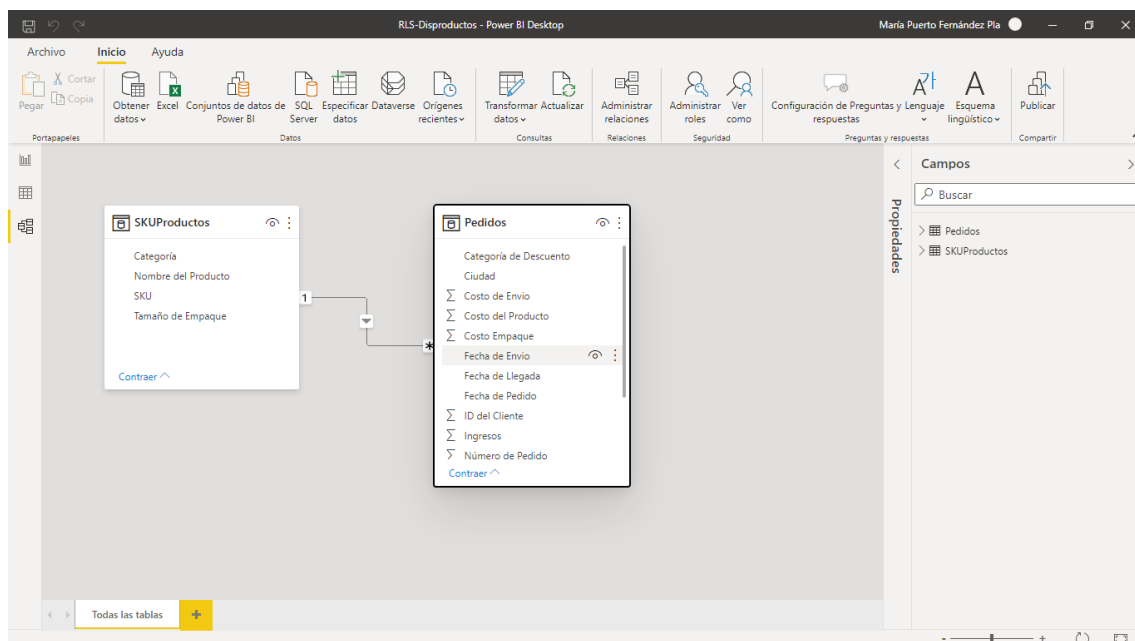 RLS-Disproductos - Power BI Desktop
María Puerto Fernández Pla
Archivo Inicio Ayuda
Pegar
Cortar
Copia
Portapapeles
Obtener datos
Excel
Conjuntos de datos de Power BI
SQL Server
Especificar datos
Dataverse
Orígenes recientes
Datos
Transformar datos
Actualizar
Consultas
Administrar relaciones
Relaciones
Administrar roles
Ver como
Seguridad
Configuración de Preguntas y respuestas
Lenguaje
Esquema lingüístico
Preguntas y respuestas
Publicar
Compartir
SKUProductos
Categoría
Nombre del Producto
SKU
Tamaño de Empaque
Contraer
1
*
Pedidos
Categoría de Descuento
Ciudad
Costo de Envio
Costo del Producto
Costo Empaque
Fecha de Envio
Fecha de Llegada
Fecha de Pedido
ID del Cliente
Ingresos
Número de Pedido
Contraer
Propiedades
Campos
Buscar
Pedidos
SKUProductos
Todas las tablas